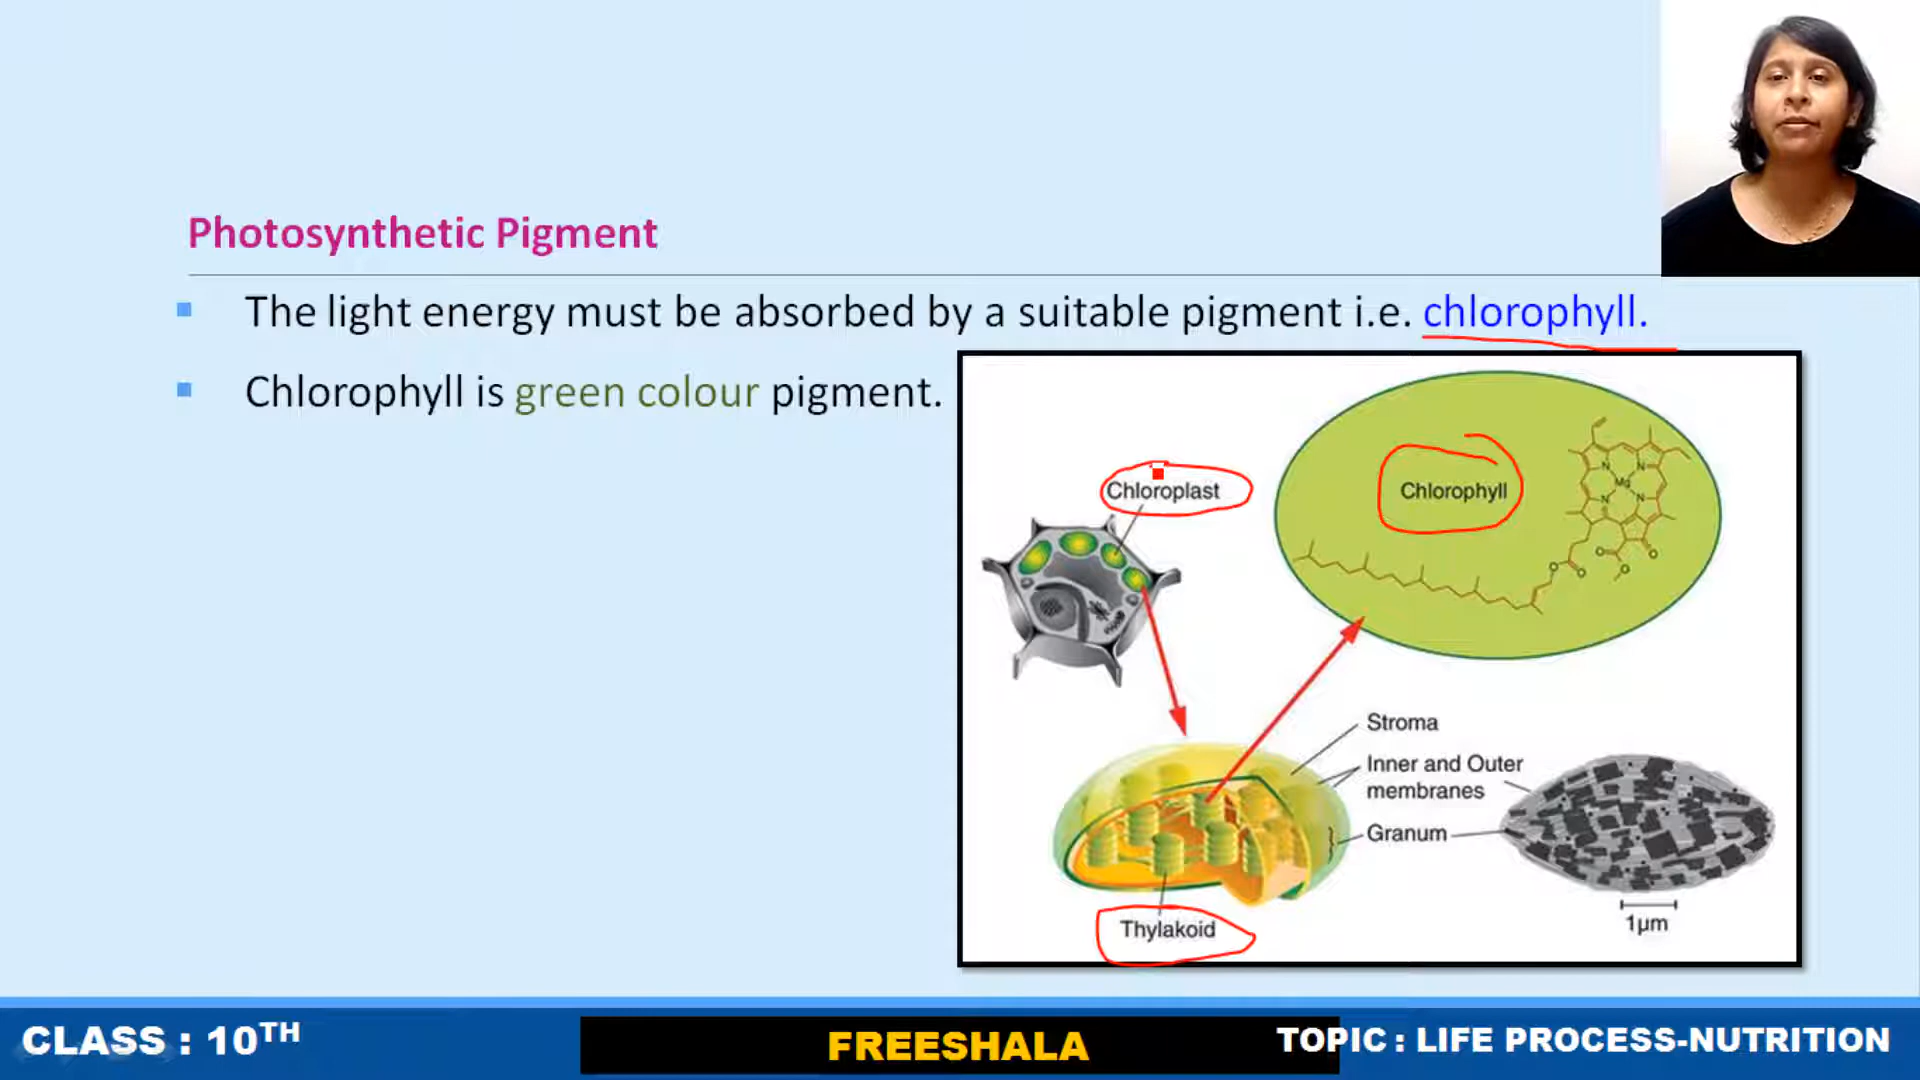 Photosynthetic Pigment
The light energy must be absorbed by a suitable pigment i.e. chlorophyll.
Chlorophyll is green colour pigment.
Chloroplast
Chlorophyll
N
N
Mg
N
N
O
O
O
O
O
Stroma
Inner and Outer
membranes
Granum
Thylakoid
1µm
CLASS : 10TH
FREESHALA
TOPIC : LIFE PROCESS-NUTRITION